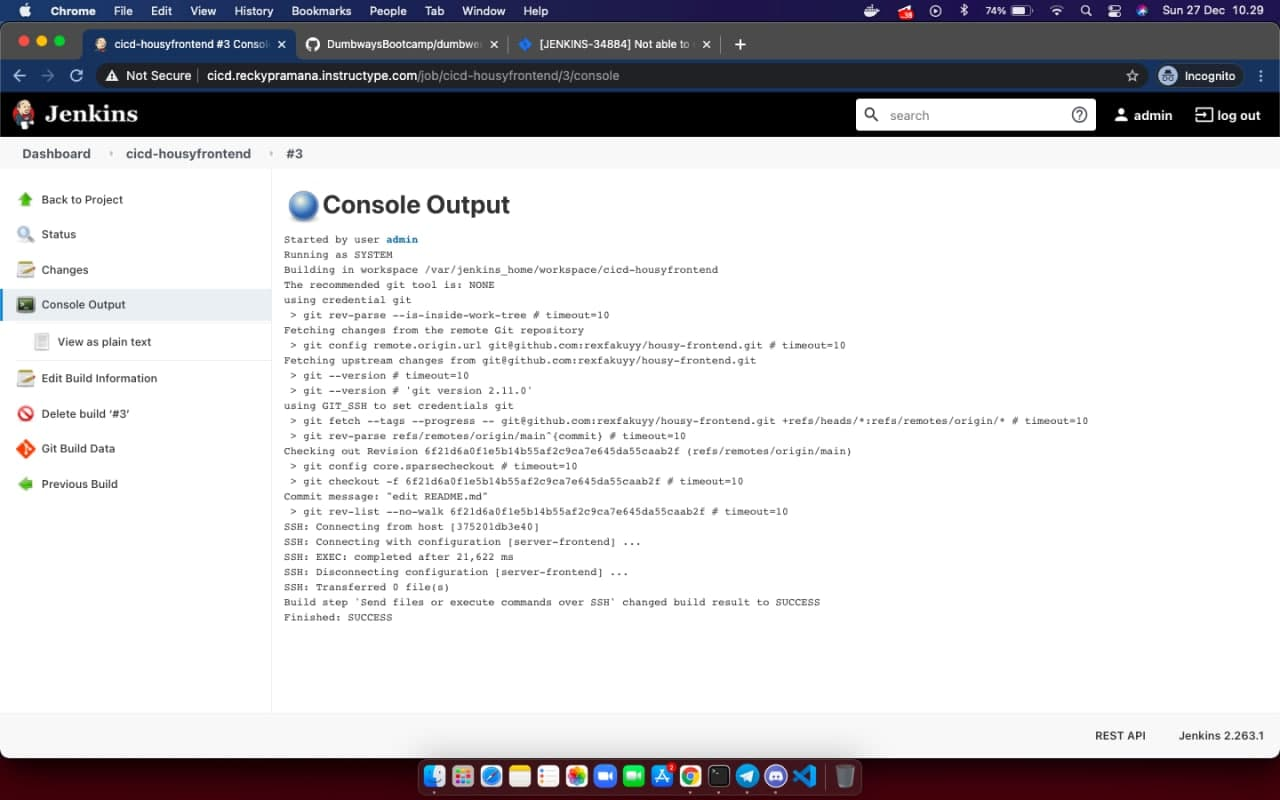 Chrome File Edit View History Bookmarks People Tab Window Help 74% Sun 27 Dec 10.29
cicd-housyfrontend #3 Consol DumbwaysBootcamp/dumbwe [JENKINS-34884] Not able to
Not Secure cicd.reckypramana.instructype.com/job/cicd-housyfrontend/3/console Incognito
Jenkins search admin log out
Dashboard cicd-housyfrontend #3
Back to Project
Status
Changes
Console Output
View as plain text
Edit Build Information
Delete build ‘#3’
Git Build Data
Previous Build
Console Output
Started by user admin
Running as SYSTEM
Building in workspace /var/jenkins_home/workspace/cicd-housyfrontend
The recommended git tool is: NONE
using credential git
> git rev-parse --is-inside-work-tree # timeout=10
Fetching changes from the remote Git repository
> git config remote.origin.url git@github.com:rexfakuyy/housy-frontend.git # timeout=10
Fetching upstream changes from git@github.com:rexfakuyy/housy-frontend.git
> git --version # timeout=10
> git --version # 'git version 2.11.0'
using GIT_SSH to set credentials git
> git fetch --tags --progress -- git@github.com:rexfakuyy/housy-frontend.git +refs/heads/*:refs/remotes/origin/* # timeout=10
> git rev-parse refs/remotes/origin/main^{commit} # timeout=10
Checking out Revision 6f21d6a0f1e5b14b55af2c9ca7e645da55caab2f (refs/remotes/origin/main)
> git config core.sparsecheckout # timeout=10
> git checkout -f 6f21d6a0f1e5b14b55af2c9ca7e645da55caab2f # timeout=10
Commit message: "edit README.md"
> git rev-list --no-walk 6f21d6a0f1e5b14b55af2c9ca7e645da55caab2f # timeout=10
SSH: Connecting from host [375201db3e40]
SSH: Connecting with configuration [server-frontend] ...
SSH: EXEC: completed after 21,622 ms
SSH: Disconnecting configuration [server-frontend] ...
SSH: Transferred 0 file(s)
Build step 'Send files or execute commands over SSH' changed build result to SUCCESS
Finished: SUCCESS
REST API Jenkins 2.263.1